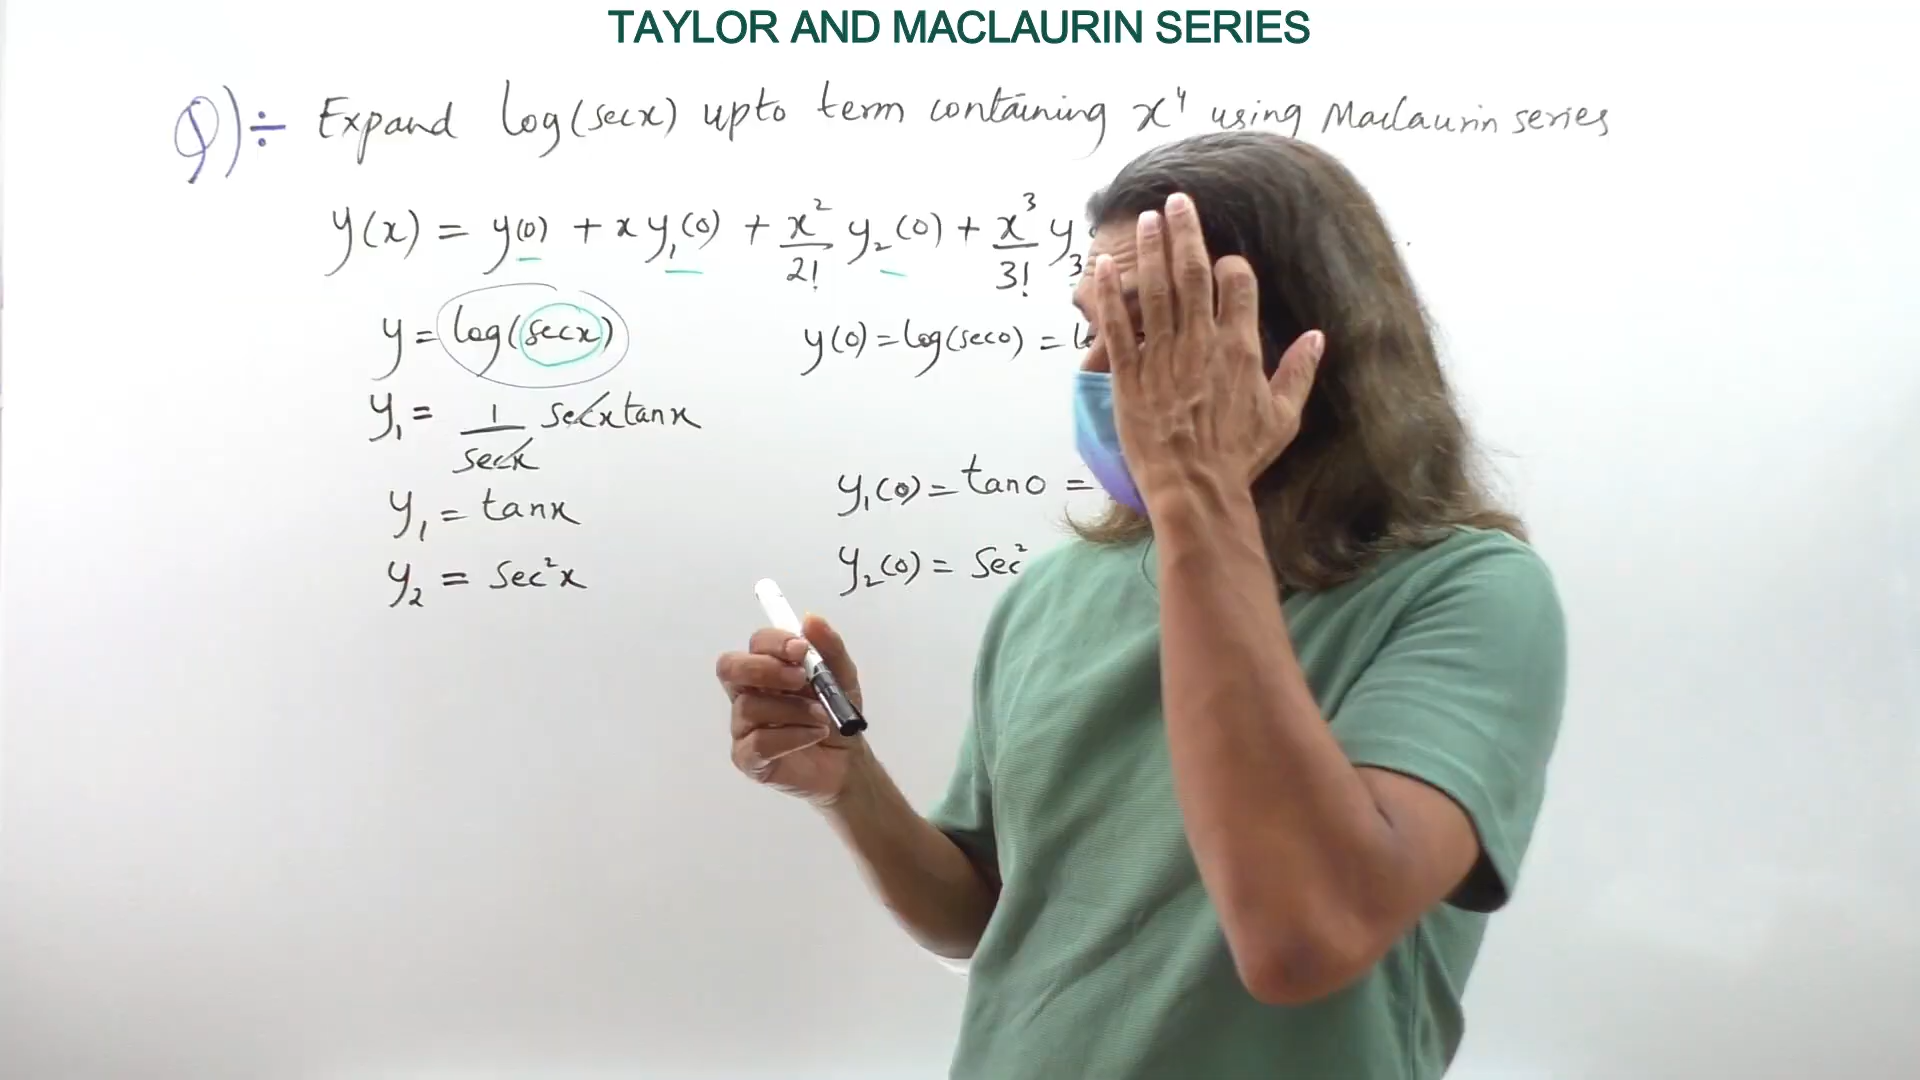 TAYLOR AND MACLAURIN SERIES
Q) ÷ Expand log(secx) upto term containing x⁴ using Maclaurin series
y(x) = y(0) + x y₁(0) + x²/2! y₂(0) + x³/3! y₃
y = log(secx) y(0) = log(sec0) =
y₁ = 1/secx secxtanx
y₁ = tanx y₁(0) = tan0 =
y₂ = Sec²x y₂(0) = Sec²